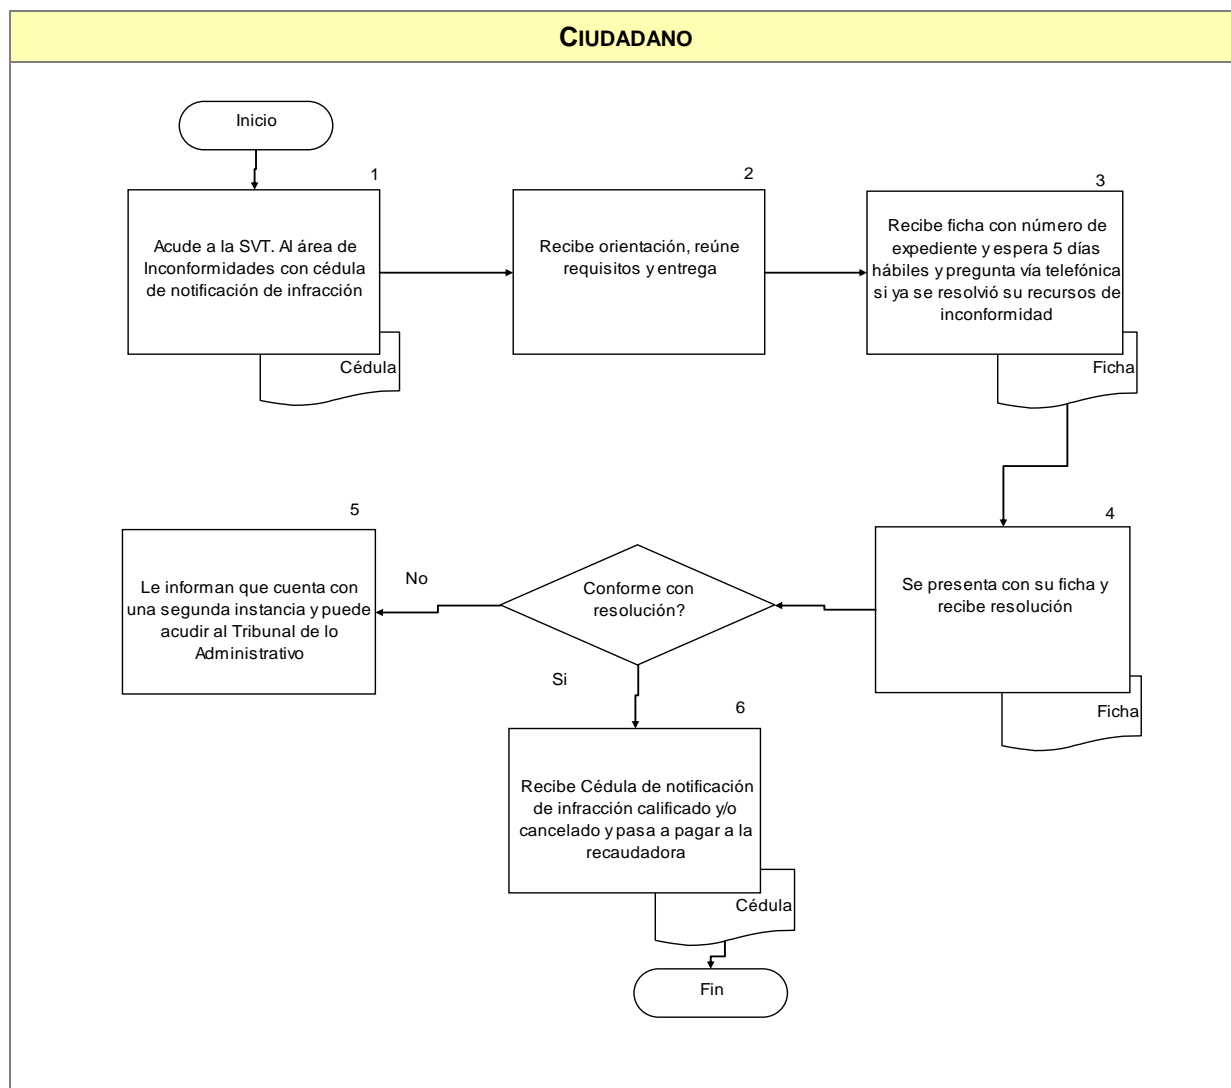 CIUDADANO
Inicio
1
Acude a la SVT. Al área de
Inconformidades con cédula
de notificación de infracción
Cédula
2
Recibe orientación, reúne
requisitos y entrega
3
Recibe ficha con número de
expediente y espera 5 días
hábiles y pregunta vía telefónica
si ya se resolvió su recursos de
inconformidad
Ficha
4
Se presenta con su ficha y
recibe resolución
Ficha
Conforme con
resolución?
No
5
Le informan que cuenta con
una segunda instancia y puede
acudir al Tribunal de lo
Administrativo
Si
6
Recibe Cédula de notificación
de infracción calificado y/o
cancelado y pasa a pagar a la
recaudadora
Cédula
Fin